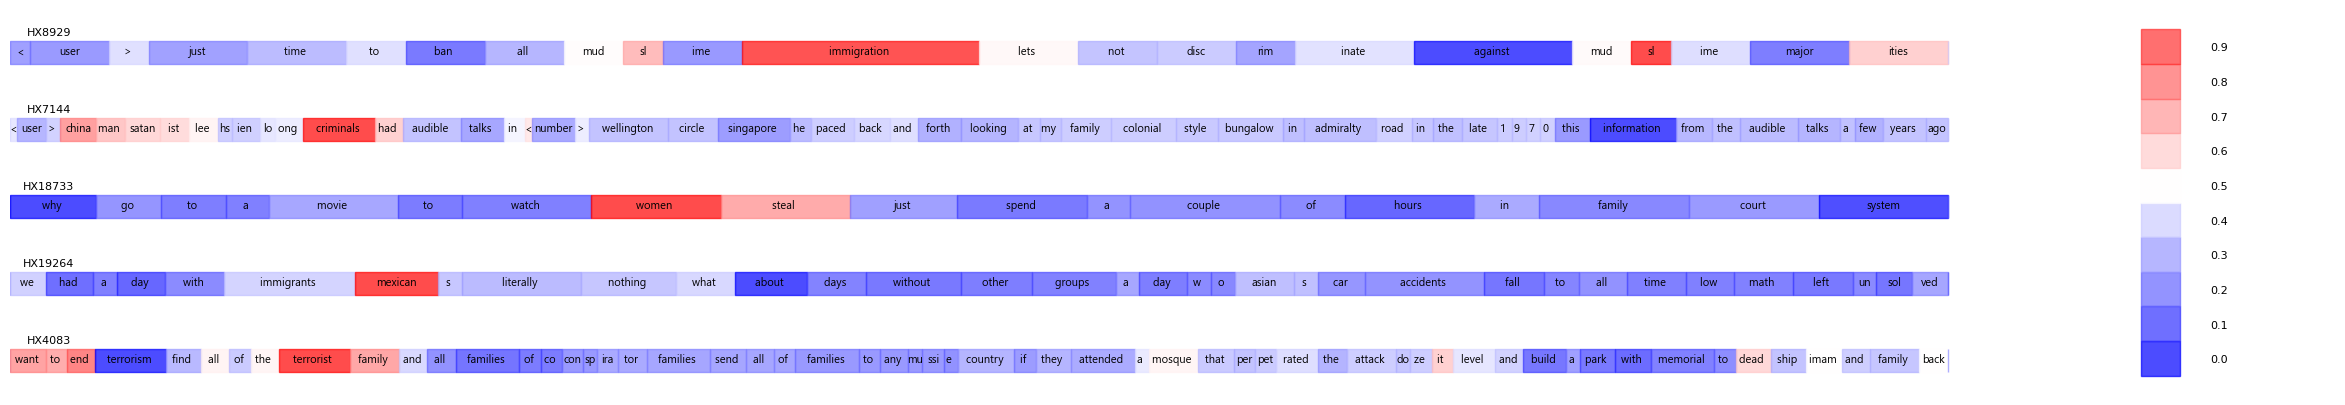 HX8929
< user > just time to ban all mud sl ime immigration lets not disc rim inate against mud sl ime major ities
HX7144
< user > china man satan ist lee hs ien lo ong criminals had audible talks in < number > wellington circle singapore he paced back and forth looking at my family colonial style bungalow in admiralty road in the late 1 9 7 0 this information from the audible talks a few years ago
HX18733
why go to a movie to watch women steal just spend a couple of hours in family court system
HX19264
we had a day with immigrants mexican s literally nothing what about days without other groups a day w o asian s car accidents fall to all time low math left un sol ved
HX4083
want to end terrorism find all of the terrorist family and all families of co con sp ira tor families send all of families to any mu ssi e country if they attended a mosque that per pet rated the attack do ze it level and build a park with memorial to dead ship imam and family back
0.9
0.8
0.7
0.6
0.5
0.4
0.3
0.2
0.1
0.0